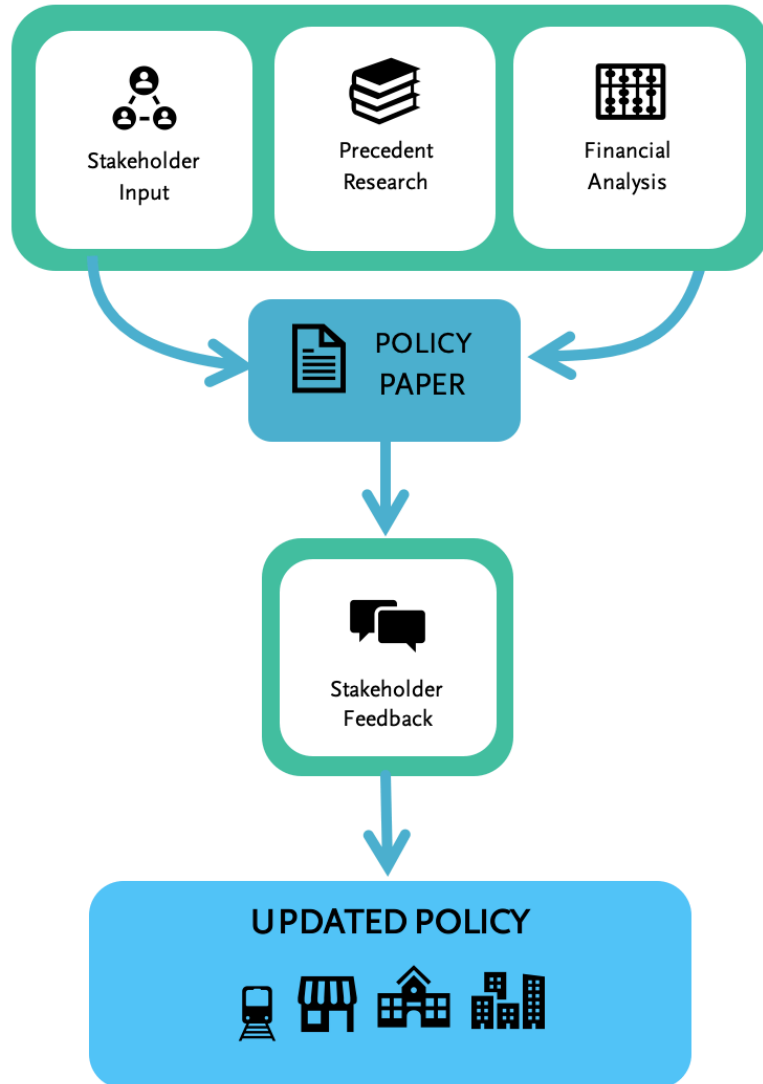 Stakeholder
Input
Precedent
Research
Financial
Analysis
POLICY
PAPER
Stakeholder
Feedback
UPDATED POLICY